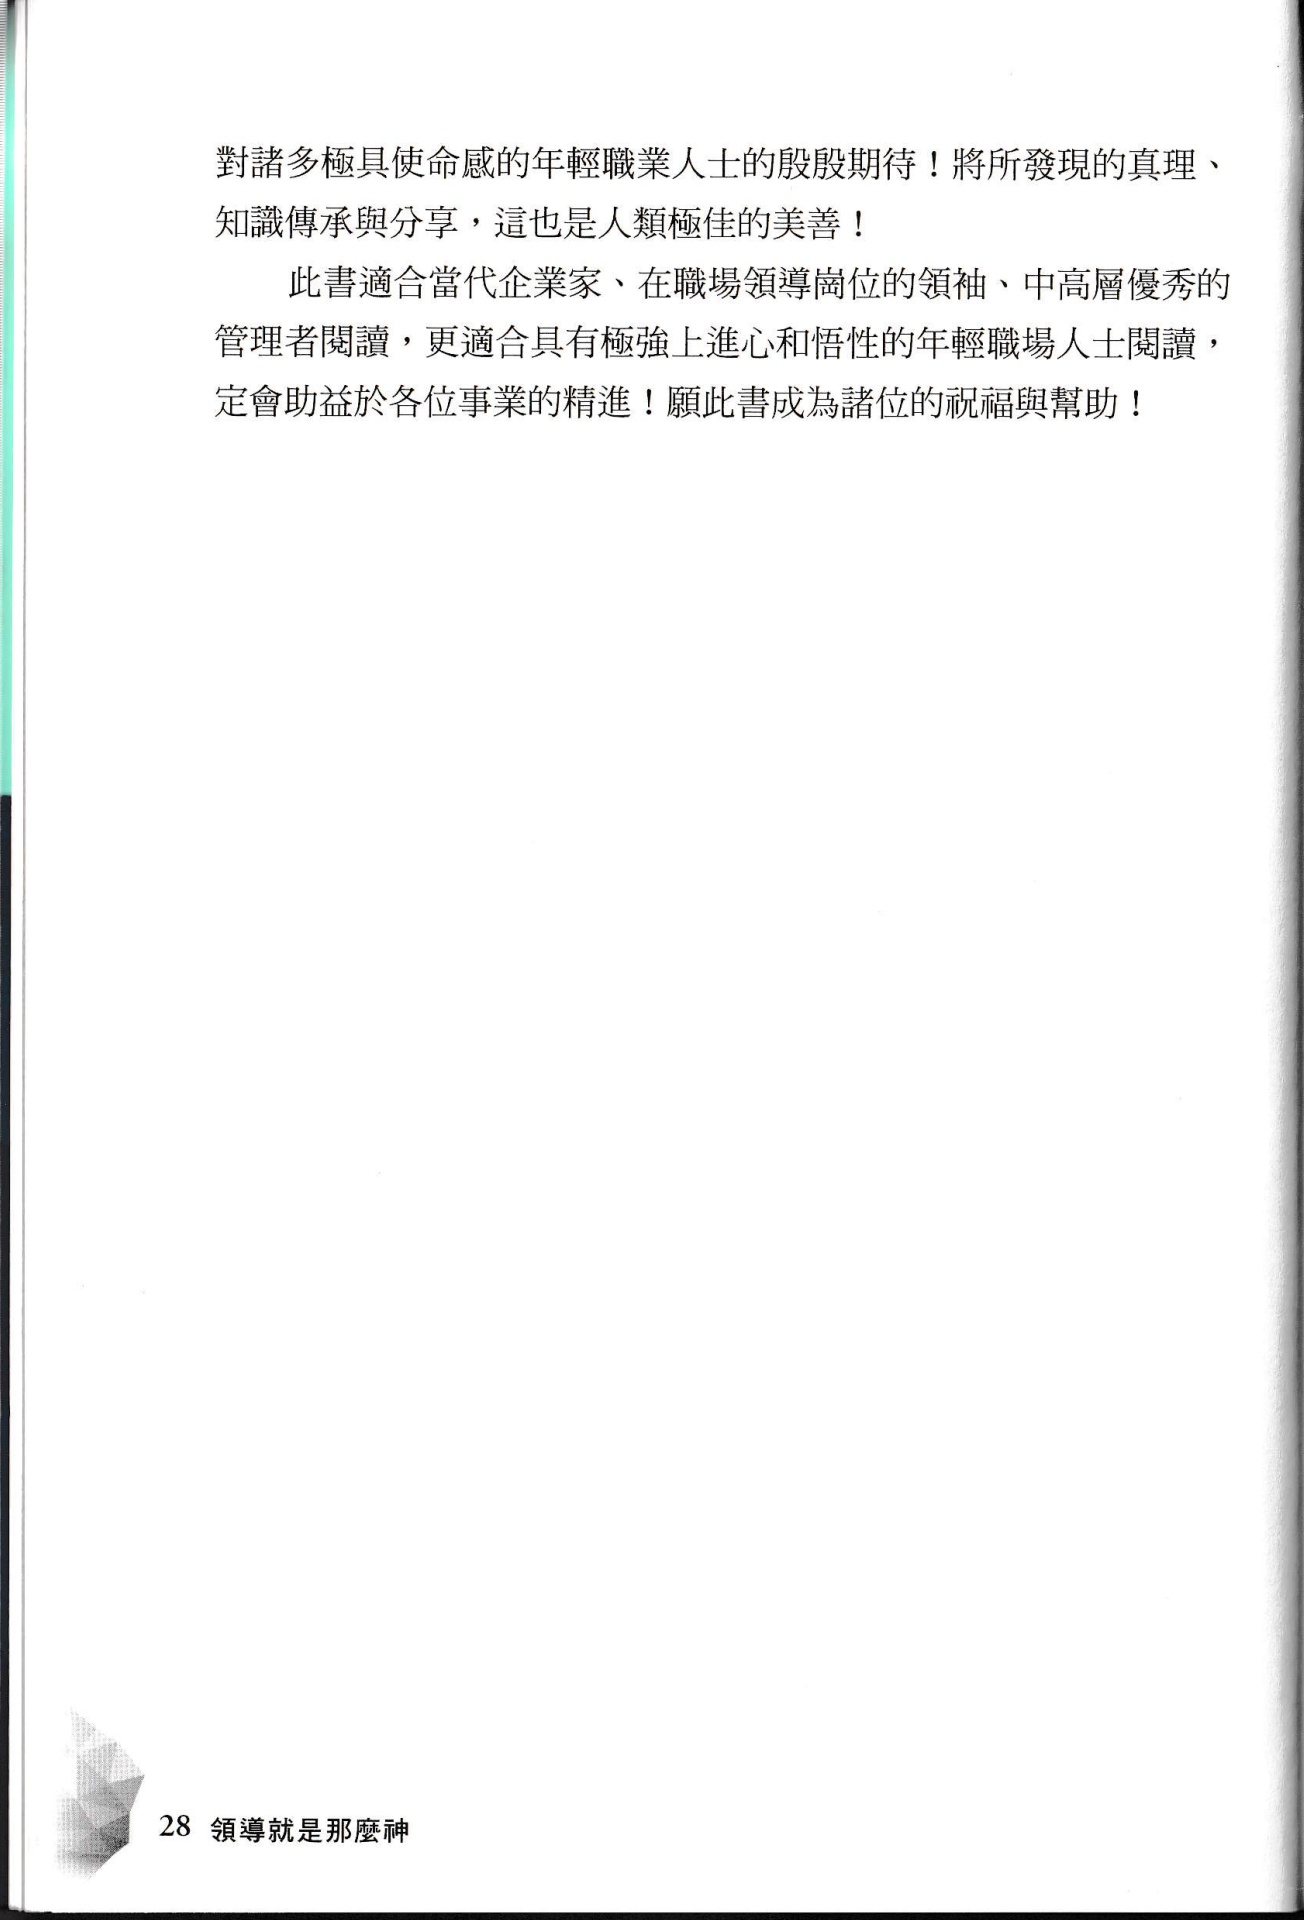 對諸多極具使命感的年輕職業人士的殷殷期待！將所發現的真理、
知識傳承與分享，這也是人類極佳的美善！
此書適合當代企業家、在職場領導崗位的領袖、中高層優秀的
管理者閱讀，更適合具有極強上進心和悟性的年輕職場人士閱讀，
定會助益於各位事業的精進！願此書成為諸位的祝福與幫助！
28 領導就是那麼神